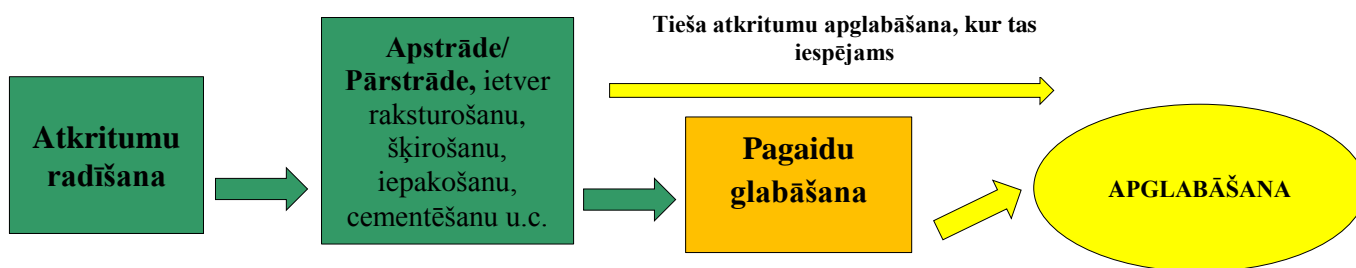 Atkritumu
radīšana
Apstrāde/
Pārstrāde, ietver
raksturošanu,
šķirošanu,
iepakošanu,
cementēšanu u.c.
Tieša atkritumu apglabāšana, kur tas
iespējams
Pagaidu
glabāšana
APGLABĀŠANA